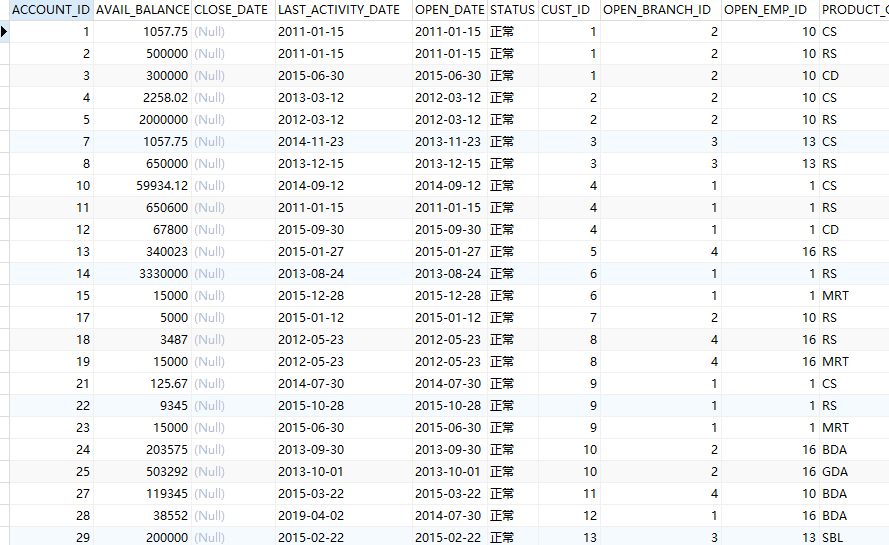 ACCOUNT_ID AVAIL_BALANCE CLOSE_DATE LAST_ACTIVITY_DATE OPEN_DATE STATUS CUST_ID OPEN_BRANCH_ID OPEN_EMP_ID PRODUCT_C
1 1057.75 (Null) 2011-01-15 2011-01-15 正常 1 2 10 CS
2 500000 (Null) 2011-01-15 2011-01-15 正常 1 2 10 RS
3 300000 (Null) 2015-06-30 2015-06-30 正常 1 2 10 CD
4 2258.02 (Null) 2013-03-12 2012-03-12 正常 2 2 10 CS
5 2000000 (Null) 2012-03-12 2012-03-12 正常 2 2 10 RS
7 1057.75 (Null) 2014-11-23 2013-11-23 正常 3 3 13 CS
8 650000 (Null) 2013-12-15 2013-12-15 正常 3 3 13 RS
10 59934.12 (Null) 2014-09-12 2014-09-12 正常 4 1 1 CS
11 650600 (Null) 2011-01-15 2011-01-15 正常 4 1 1 RS
12 67800 (Null) 2015-09-30 2015-09-30 正常 4 1 1 CD
13 340023 (Null) 2015-01-27 2015-01-27 正常 5 4 16 RS
14 3330000 (Null) 2013-08-24 2013-08-24 正常 6 1 1 RS
15 15000 (Null) 2015-12-28 2015-12-28 正常 6 1 1 MRT
17 5000 (Null) 2015-01-12 2015-01-12 正常 7 2 10 RS
18 3487 (Null) 2012-05-23 2012-05-23 正常 8 4 16 RS
19 15000 (Null) 2012-05-23 2012-05-23 正常 8 4 16 MRT
21 125.67 (Null) 2014-07-30 2014-07-30 正常 9 1 1 CS
22 9345 (Null) 2015-10-28 2015-10-28 正常 9 1 1 RS
23 15000 (Null) 2015-06-30 2015-06-30 正常 9 1 1 MRT
24 203575 (Null) 2013-09-30 2013-09-30 正常 10 2 16 BDA
25 503292 (Null) 2013-10-01 2013-10-01 正常 10 2 16 GDA
27 119345 (Null) 2015-03-22 2015-03-22 正常 11 4 10 BDA
28 38552 (Null) 2019-04-02 2014-07-30 正常 12 1 16 BDA
29 200000 (Null) 2015-02-22 2015-02-22 正常 13 3 13 SBL